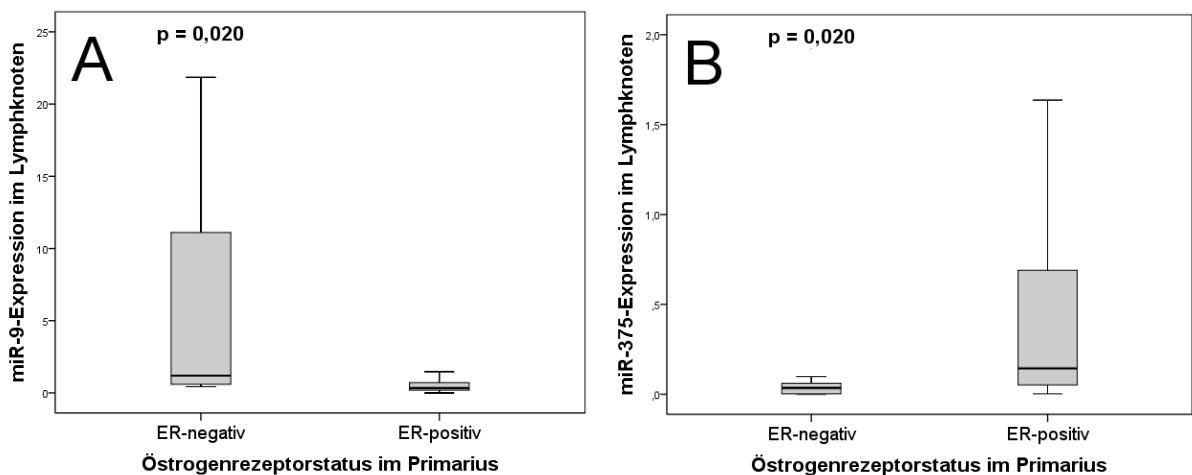 A
p = 0,020
miR-9-Expression im Lymphknoten
25
20
15
10
5
0
ER-negativ
ER-positiv
Östrogenrezeptorstatus im Primarius
B
p = 0,020
miR-375-Expression im Lymphknoten
2,0
1,5
1,0
,5
,0
ER-negativ
ER-positiv
Östrogenrezeptorstatus im Primarius